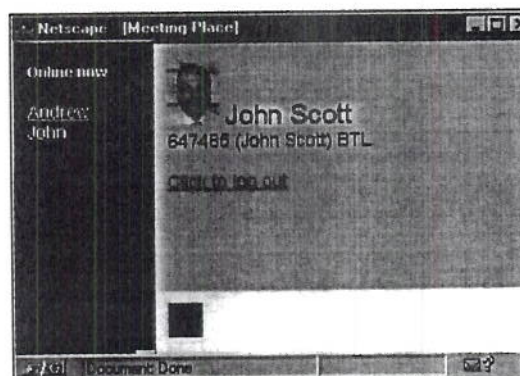 Netscape [Meeting Place]
Online now
Andrew
John
John Scott
647485 (John Scott) BTL
Click to log out
Document Done